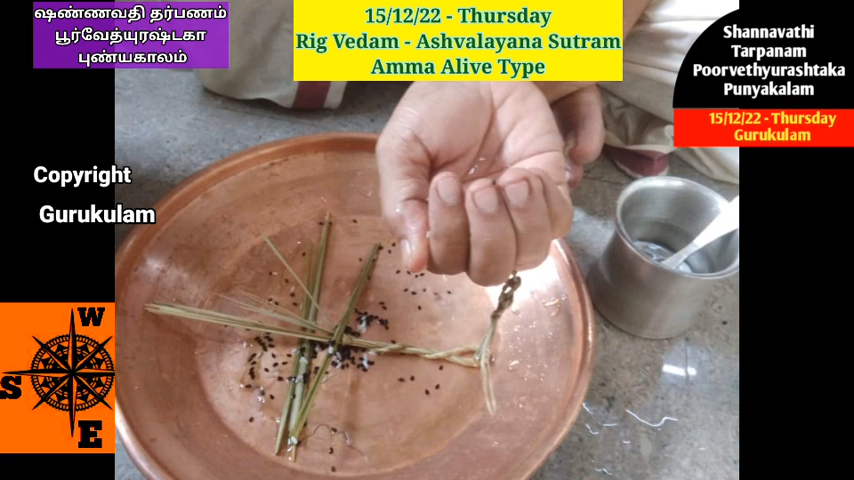 ஷண்ணவதி தர்பணம்
பூர்வேத்யுரஷ்டகா
புண்யகாலம்
15/12/22 - Thursday
Rig Vedam - Ashvalayana Sutram
Amma Alive Type
Shannavathi
Tarpanam
Poorvethyurashtaka
Punyakalam
15/12/22 - Thursday
Gurukulam
Copyright
Gurukulam
W
S
E